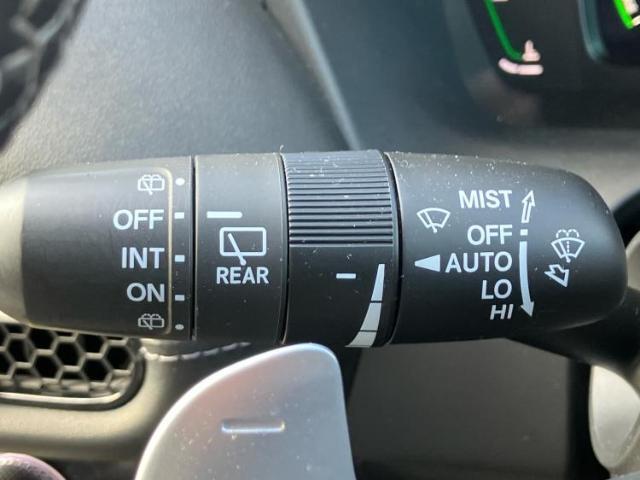 OFF
INT
ON
REAR
MIST
OFF
AUTO
LO
HI